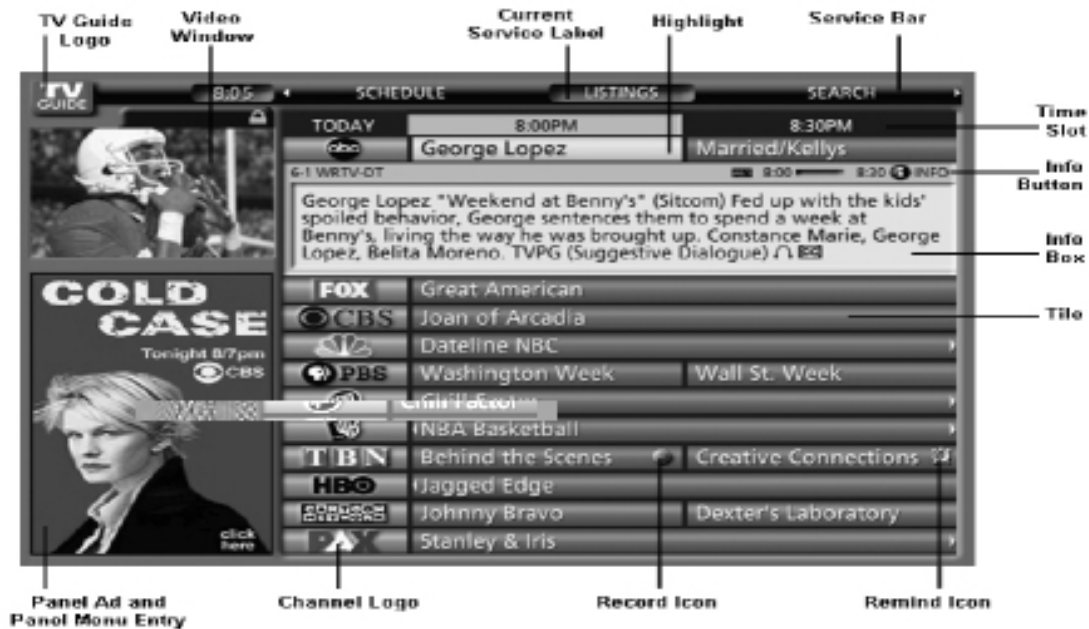 TV Guide Logo
Video Window
Current Service Label
Highlight
Service Bar
TV GUIDE
8:05
SCHEDULE
LISTINGS
SEARCH
TODAY
8:00PM
8:30PM
Time Slot
abc
George Lopez
Married/Kellys
6-1 WRTV-DT
8:00
8:30
i INFO
Info Button
George Lopez "Weekend at Benny's" (Sitcom) Fed up with the kids'
spoiled behavior, George sentences them to spend a week at
Benny's, living the way he was brought up. Constance Marie, George
Lopez, Belita Moreno. TVPG (Suggestive Dialogue)
Info Box
COLD
CASE
Tonight 8/7pm
CBS
click
here
FOX
Great American
CBS
Joan of Arcadia
Tile
Dateline NBC
PBS
Washington Week
Wall St. Week
Chill Factor
NBA Basketball
TBN
Behind the Scenes
Creative Connections
HBO
Jagged Edge
Johnny Bravo
Dexter's Laboratory
PAX
Stanley & Iris
Panel Ad and
Panel Menu Entry
Channel Logo
Record Icon
Remind Icon